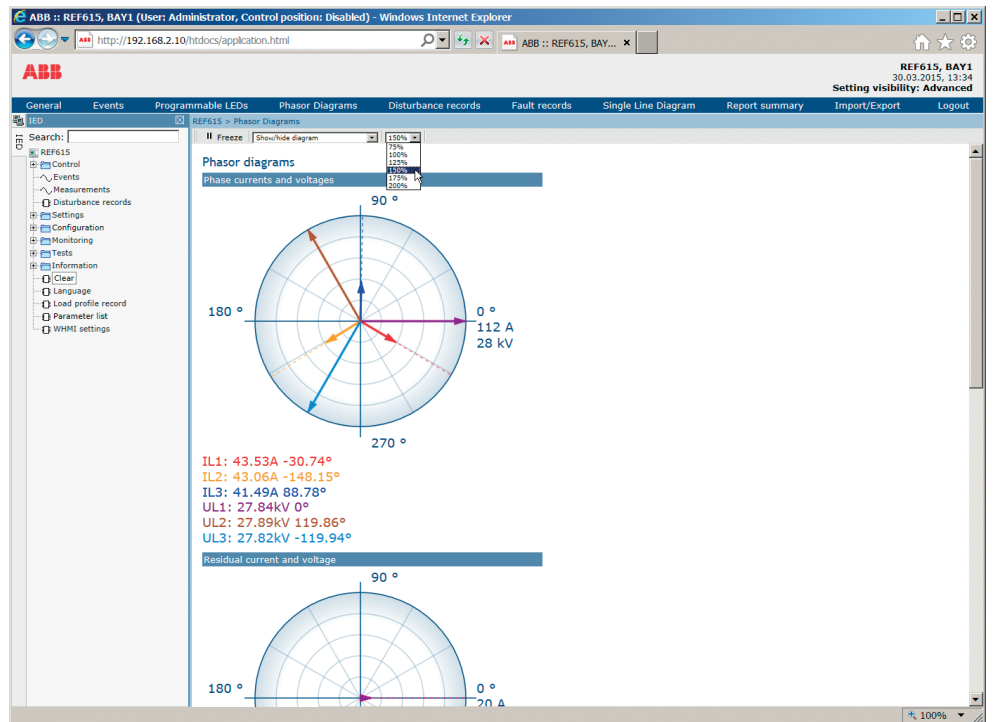 ABB :: REF615, BAY1 (User: Administrator, Control position: Disabled) - Windows Internet Explorer
http://192.168.2.10/htdocs/application.html
ABB :: REF615, BAY...
ABB
REF615, BAY1
30.03.2015, 13:34
Setting visibility: Advanced
General Events Programmable LEDs Phasor Diagrams Disturbance records Fault records Single Line Diagram Report summary Import/Export Logout
IED
IED
Search:
REF615
Control
Events
Measurements
Disturbance records
Settings
Configuration
Monitoring
Tests
Information
Clear
Language
Load profile record
Parameter list
WHMI settings
REF615 > Phasor Diagrams
Freeze Show/hide diagram 150%
75%
100%
125%
150%
175%
200%
Phasor diagrams
Phase currents and voltages
90 °
180 °
0 °
112 A
28 kV
270 °
IL1: 43.53A -30.74°
IL2: 43.06A -148.15°
IL3: 41.49A 88.78°
UL1: 27.84kV 0°
UL2: 27.89kV 119.86°
UL3: 27.82kV -119.94°
Residual current and voltage
90 °
180 °
0 °
20 A
100%